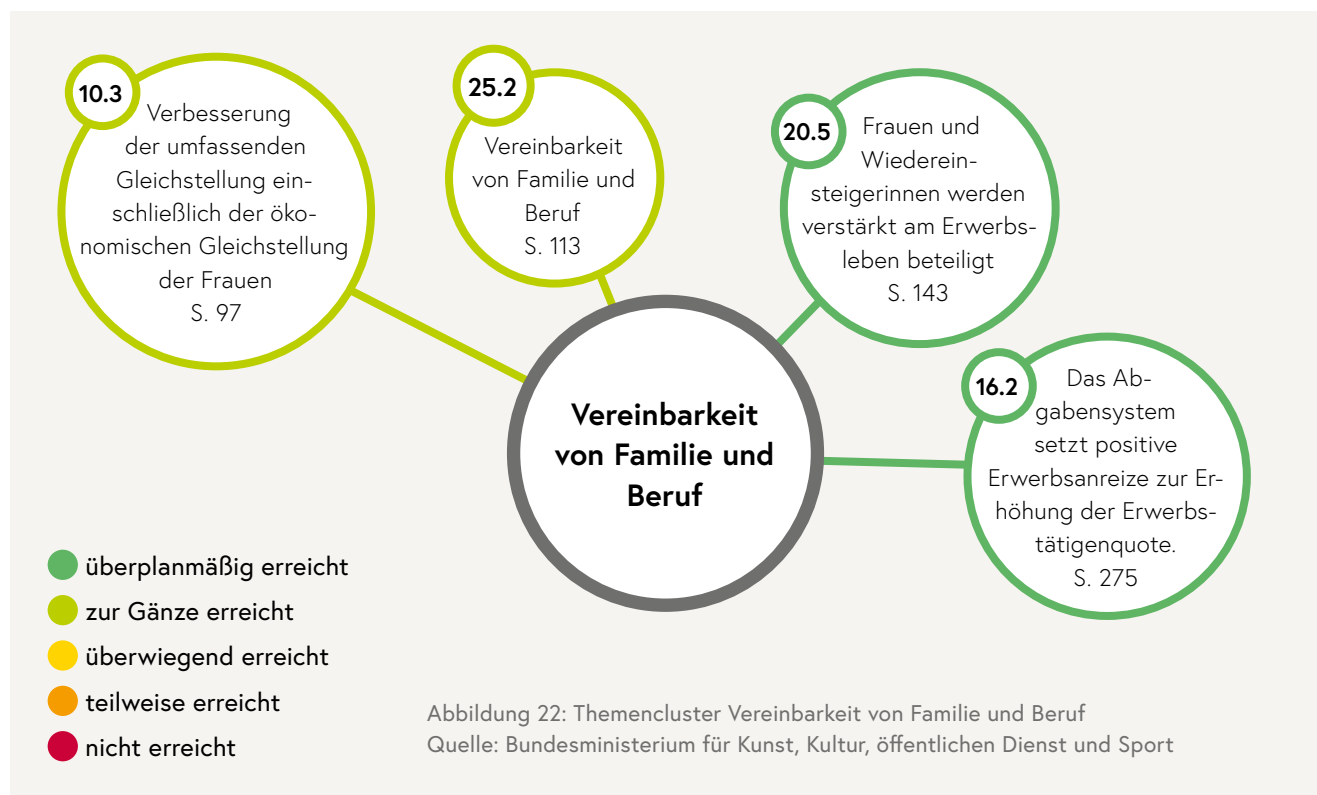 10.3
Verbesserung
der umfassenden
Gleichstellung ein-
schließlich der öko-
nomischen Gleichstellung
der Frauen
S. 97
25.2
Vereinbarkeit
von Familie und
Beruf
S. 113
20.5
Frauen und
Wiederein-
steigerinnen werden
verstärkt am Erwerbs-
leben beteiligt
S. 143
16.2
Das Ab-
gabensystem
setzt positive
Erwerbsanreize zur Er-
höhung der Erwerbs-
tätigenquote.
S. 275
Vereinbarkeit
von Familie und
Beruf
überplanmäßig erreicht
zur Gänze erreicht
überwiegend erreicht
teilweise erreicht
nicht erreicht
Abbildung 22: Themencluster Vereinbarkeit von Familie und Beruf
Quelle: Bundesministerium für Kunst, Kultur, öffentlichen Dienst und Sport